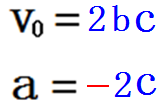 v₀ = 2bc
a = −2c